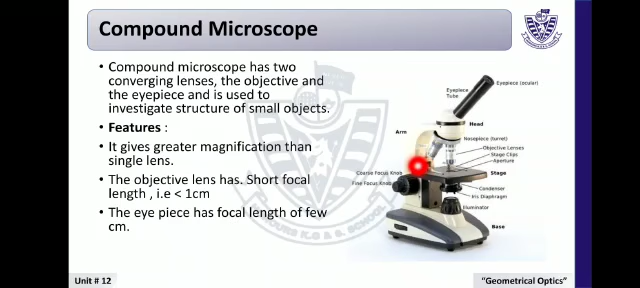 Compound Microscope
• Compound microscope has two
converging lenses, the objective and
the eyepiece and is used to
investigate structure of small objects.
• Features :
• It gives greater magnification than
single lens.
• The objective lens has. Short focal
length , i.e < 1cm
• The eye piece has focal length of few
cm.
Eyepiece (ocular)
Eyepiece
Tube
Head
Arm
Nosepiece (turret)
Objective Lenses
Stage Clips
Aperture
Coarse Focus Knob
Stage
Fine Focus Knob
Condenser
Iris Diaphragm
Illuminator
Base
Unit # 12
“Geometrical Optics”